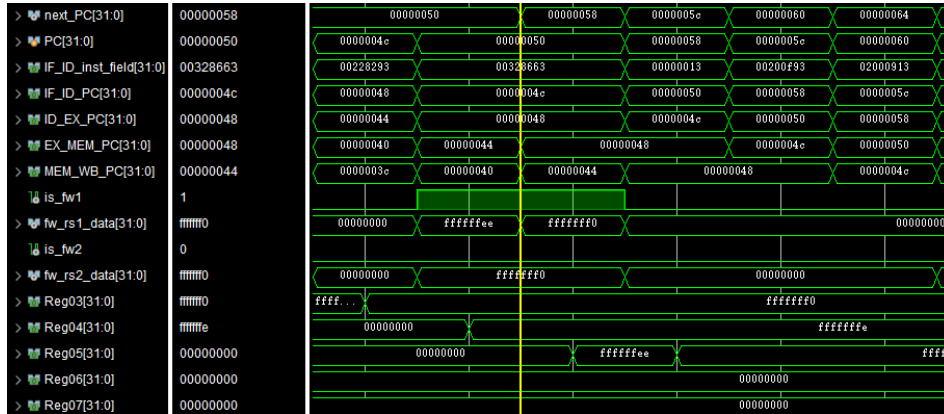 next_PC[31:0] 00000058 00000050 00000058 0000005c 00000060 00000064
PC[31:0] 00000050 0000004c 00000050 00000058 0000005c 00000060
IF_ID_inst_field[31:0] 00328663 00228293 00328663 00000013 00200f93 02000913
IF_ID_PC[31:0] 0000004c 00000048 0000004c 00000050 00000058 0000005c
ID_EX_PC[31:0] 00000048 00000044 00000048 0000004c 00000050 00000058
EX_MEM_PC[31:0] 00000048 00000040 00000044 00000048 0000004c 00000050
MEM_WB_PC[31:0] 00000044 0000003c 00000040 00000044 00000048 0000004c
is_fw1 1
fw_rs1_data[31:0] fffffff0 00000000 ffffffee fffffff0 00000000
is_fw2 0
fw_rs2_data[31:0] fffffff0 00000000 fffffff0 00000000
Reg03[31:0] fffffff0 ffff... fffffff0
Reg04[31:0] fffffffe 00000000 fffffffe
Reg05[31:0] 00000000 00000000 ffffffee ffff
Reg06[31:0] 00000000 00000000
Reg07[31:0] 00000000 00000000